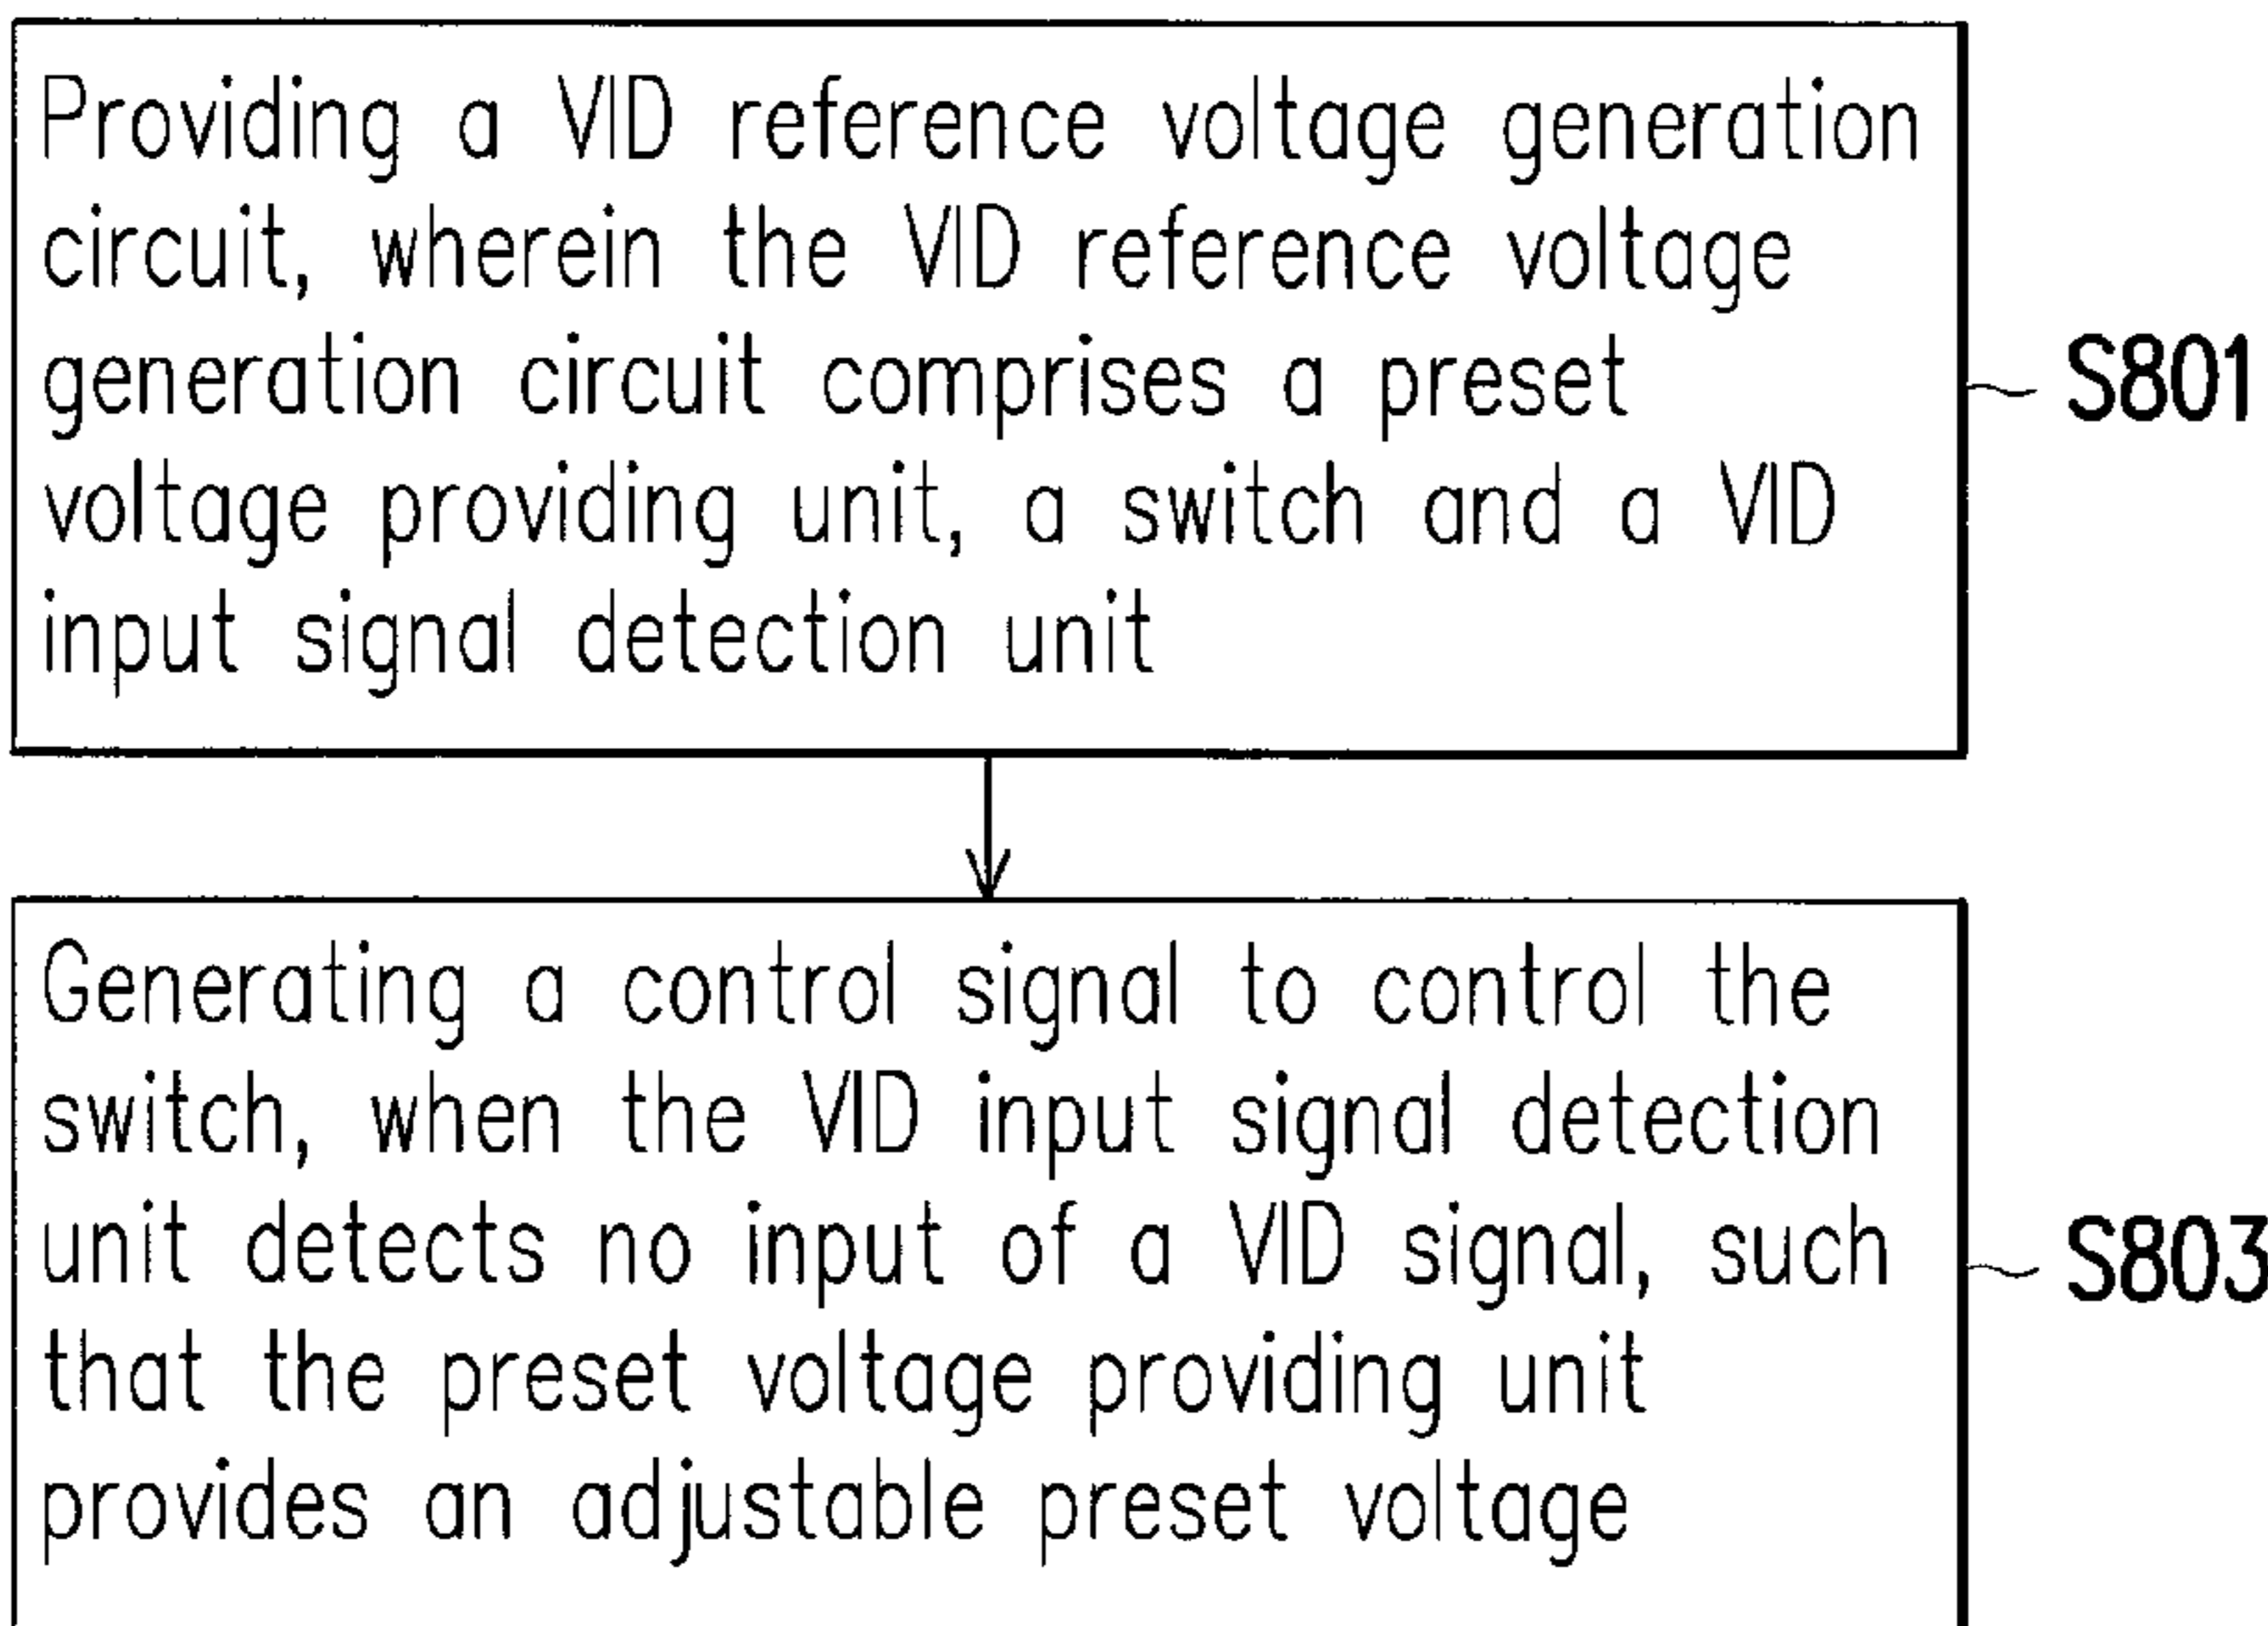 Providing a VID reference voltage generation
circuit, wherein the VID reference voltage
generation circuit comprises a preset
voltage providing unit, a switch and a VID
input signal detection unit
S801
Generating a control signal to control the
switch, when the VID input signal detection
unit detects no input of a VID signal, such
that the preset voltage providing unit
provides an adjustable preset voltage
S803